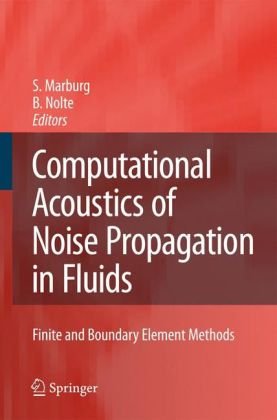 S. Marburg
B. Nolte
Editors
Computational
Acoustics of
Noise Propagation
in Fluids
Finite and Boundary Element Methods
Springer